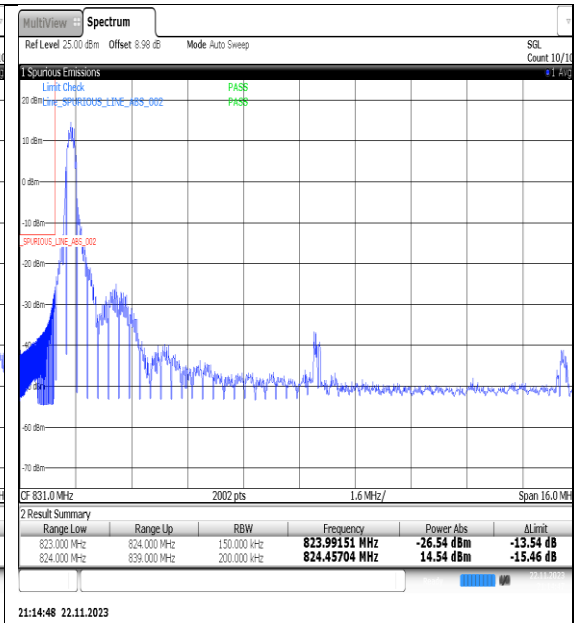 MultiView Spectrum
Ref Level 25.00 dBm Offset 8.98 dB Mode Auto Sweep SGL
Count 10/10
1 Spurious Emissions 1 Avg
Limit Check PASS
20 dBm Line_SPURIOUS_LINE_ABS_002 PASS
10 dBm
0 dBm
-10 dBm
_SPURIOUS_LINE_ABS_002
-20 dBm
-30 dBm
-40 dBm
-60 dBm
-70 dBm
CF 831.0 MHz 2002 pts 1.6 MHz/ Span 16.0 MH
2 Result Summary
Range Low Range Up RBW Frequency Power Abs ΔLimit
823.000 MHz 824.000 MHz 150.000 kHz 823.99151 MHz -26.54 dBm -13.54 dB
824.000 MHz 839.000 MHz 200.000 kHz 824.45704 MHz 14.54 dBm -15.46 dB
22.11.2023
21:14:48 22.11.2023